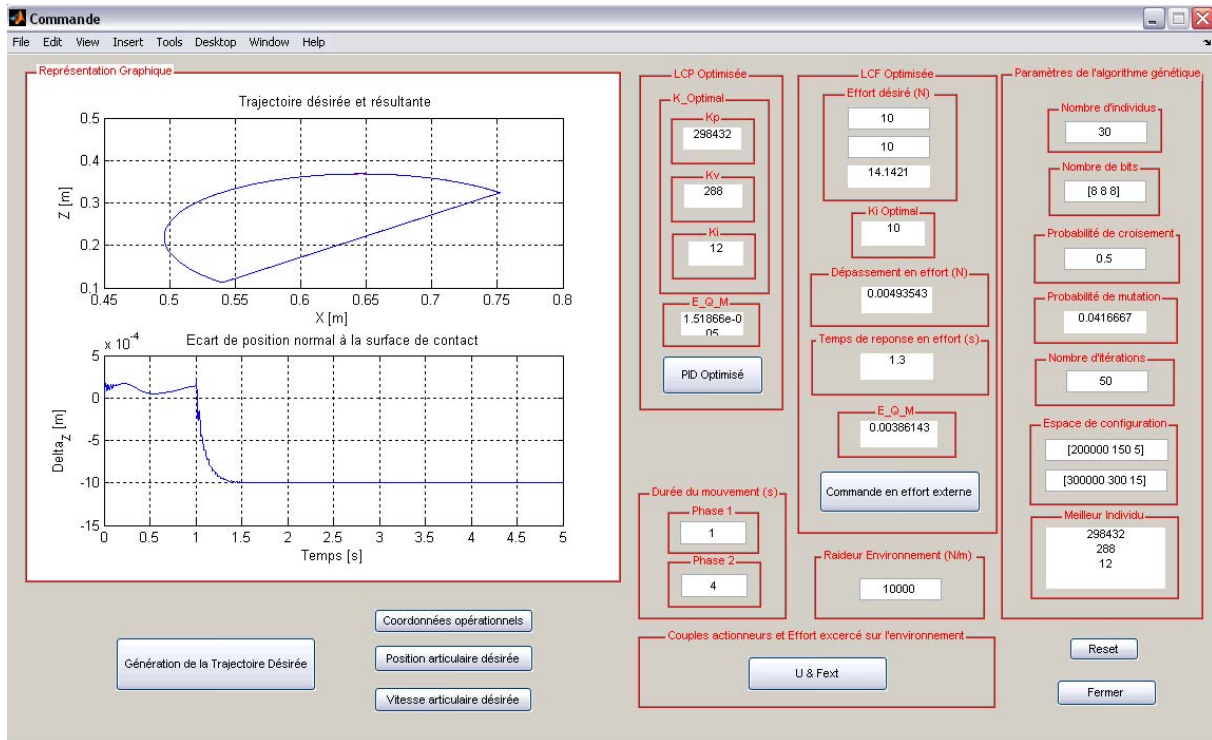 Commande
File Edit View Insert Tools Desktop Window Help
Représentation Graphique
Trajectoire désirée et résultante
0.5
0.4
0.3
0.2
0.1
Z [m]
0.45 0.5 0.55 0.6 0.65 0.7 0.75 0.8
X [m]
x 10-4
Ecart de position normal à la surface de contact
5
0
-5
-10
-15
DeltaZ [m]
0 0.5 1 1.5 2 2.5 3 3.5 4 4.5 5
Temps [s]
Génération de la Trajectoire Désirée
Coordonnées opérationnels
Position articulaire désirée
Vitesse articulaire désirée
LCP Optimisée
K_Optimal
Kp
298432
Kv
288
Ki
12
E_Q_M
1.51866e-0
05
PID Optimisé
Durée du mouvement (s)
Phase 1
1
Phase 2
4
LCF Optimisée
Effort désiré (N)
10
10
14.1421
Ki Optimal
10
Dépassement en effort (N)
0.00493543
Temps de reponse en effort (s)
1.3
E_Q_M
0.00386143
Commande en effort externe
Raideur Environnement (N/m)
10000
Couples actionneurs et Effort excercé sur l'environnement
U & Fext
Paramètres de l'algorithme génétique
Nombre d'individus
30
Nombre de bits
[8 8 8]
Probabilité de croisement
0.5
Probabilité de mutation
0.0416667
Nombre d'itérations
50
Espace de configuration
[200000 150 5]
[300000 300 15]
Meilleur Individu
298432
288
12
Reset
Fermer